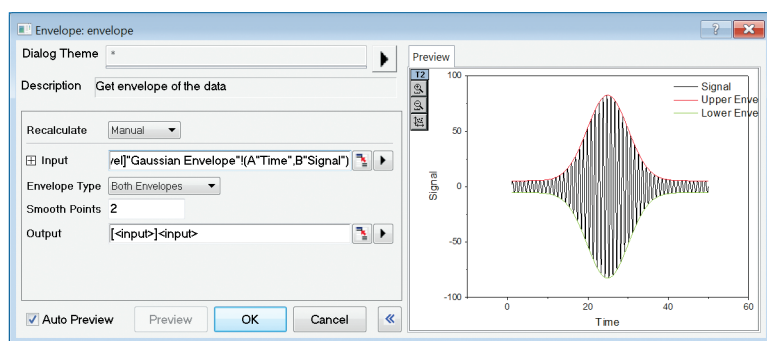 Envelope: envelope
Dialog Theme *
Description Get envelope of the data
Recalculate Manual
Input vel]"Gaussian Envelope"!(A"Time",B"Signal")
Envelope Type Both Envelopes
Smooth Points 2
Output [<input>]<input>
Auto Preview Preview OK Cancel
Preview
T2
100
50
0
-50
-100
Signal
Signal
Upper Enve
Lower Enve
0 20 40 60
Time